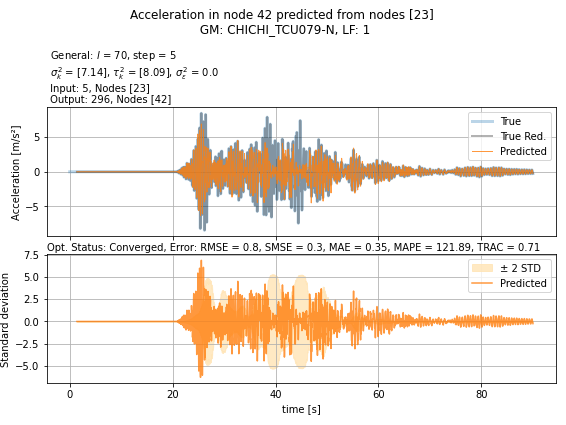 Acceleration in node 42 predicted from nodes [23]
GM: CHICHI_TCU079-N, LF: 1
General: l = 70, step = 5
σ²ₖ = [7.14], τ²ₖ = [8.09], σ²ε = 0.0
Input: 5, Nodes [23]
Output: 296, Nodes [42]
Acceleration [m/s²]
5
0
−5
True
True Red.
Predicted
Opt. Status: Converged, Error: RMSE = 0.8, SMSE = 0.3, MAE = 0.35, MAPE = 121.89, TRAC = 0.71
Standard deviation
7.5
5.0
2.5
0.0
−2.5
−5.0
± 2 STD
Predicted
0 20 40 60 80
time [s]